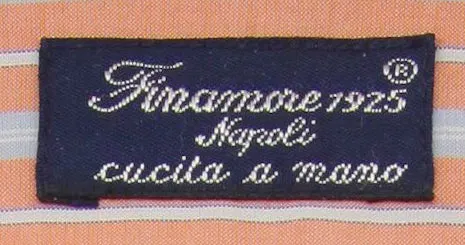 Finamore 1925 ®
Napoli
cucita a mano